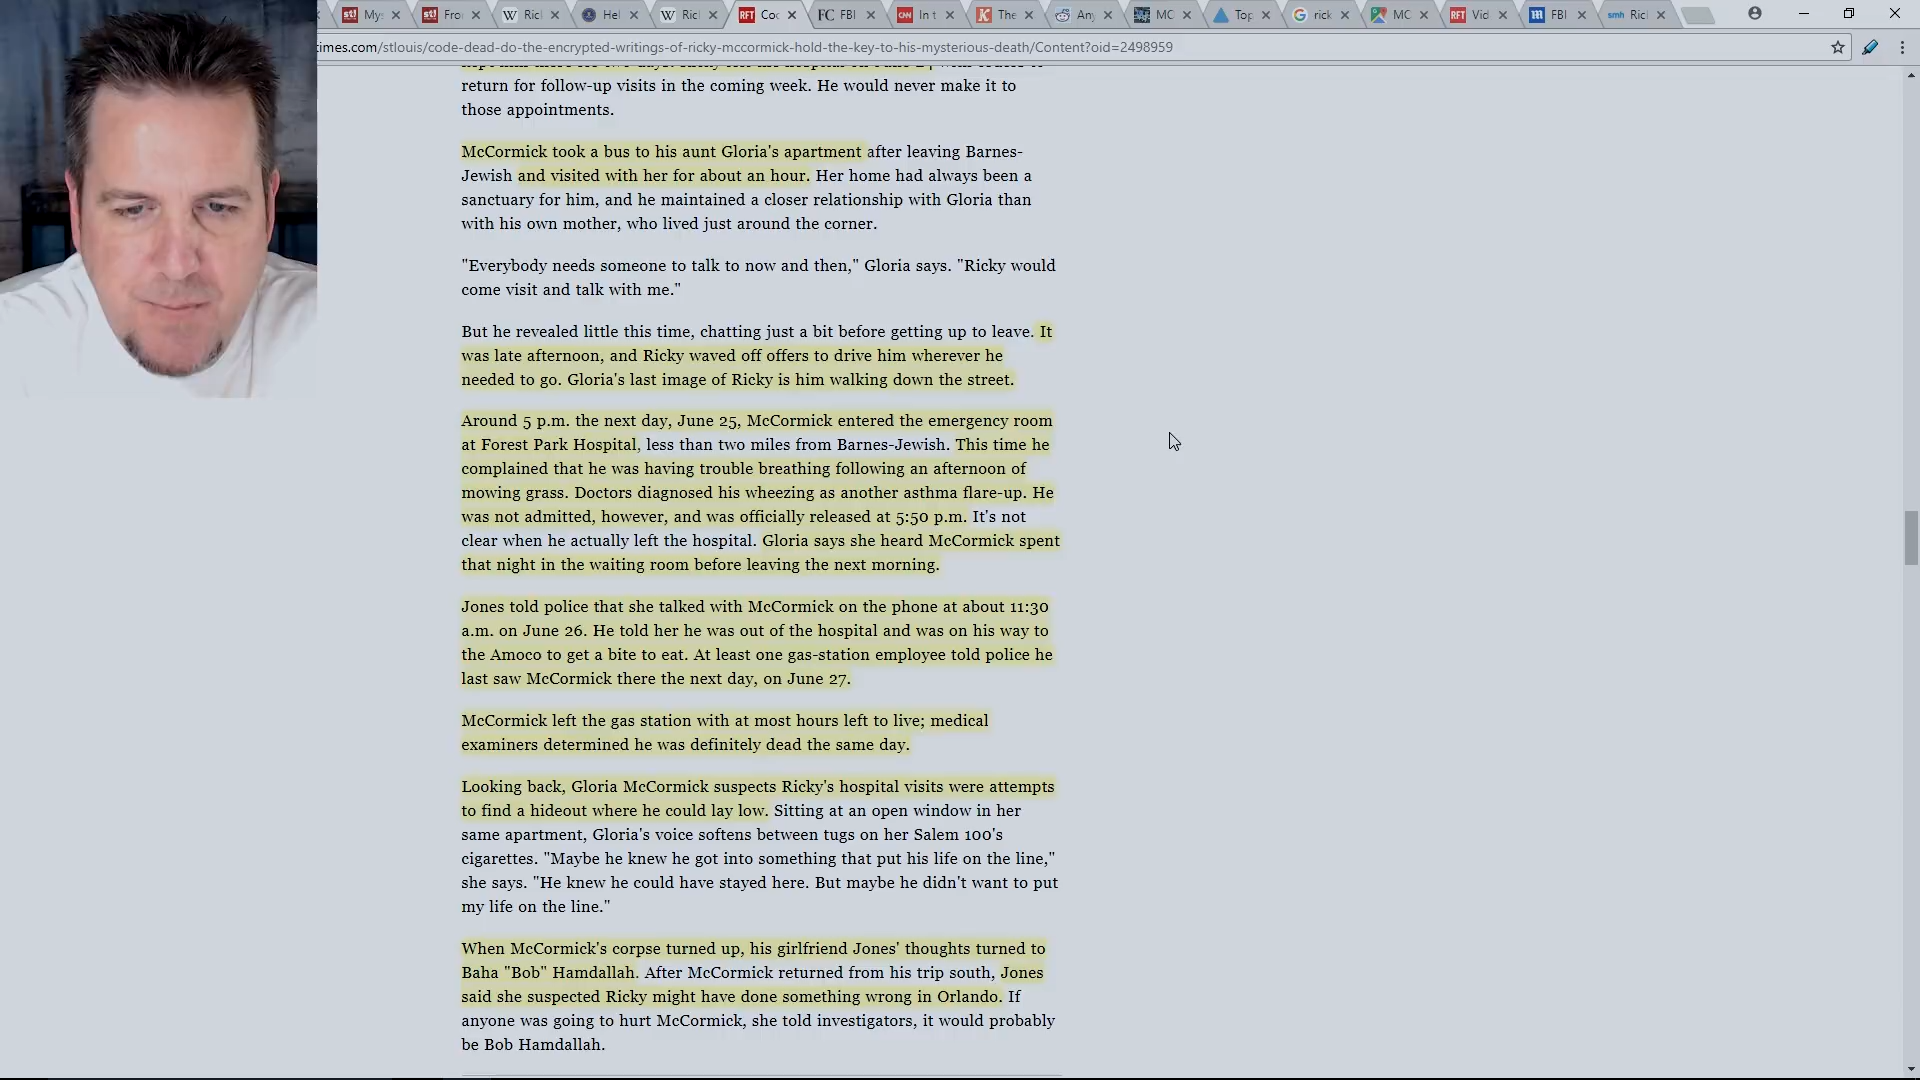 Mys
Fro
Ricl
Hel
Ricl
Coc
FBI
In t
The
Any
MC
Top
rick
MC
Vid
FBI
Ricl
times.com/stlouis/code-dead-do-the-encrypted-writings-of-ricky-mccormick-hold-the-key-to-his-mysterious-death/Content?oid=2498959
return for follow-up visits in the coming week. He would never make it to
those appointments.
McCormick took a bus to his aunt Gloria's apartment after leaving Barnes-
Jewish and visited with her for about an hour. Her home had always been a
sanctuary for him, and he maintained a closer relationship with Gloria than
with his own mother, who lived just around the corner.
"Everybody needs someone to talk to now and then," Gloria says. "Ricky would
come visit and talk with me."
But he revealed little this time, chatting just a bit before getting up to leave. It
was late afternoon, and Ricky waved off offers to drive him wherever he
needed to go. Gloria's last image of Ricky is him walking down the street.
Around 5 p.m. the next day, June 25, McCormick entered the emergency room
at Forest Park Hospital, less than two miles from Barnes-Jewish. This time he
complained that he was having trouble breathing following an afternoon of
mowing grass. Doctors diagnosed his wheezing as another asthma flare-up. He
was not admitted, however, and was officially released at 5:50 p.m. It's not
clear when he actually left the hospital. Gloria says she heard McCormick spent
that night in the waiting room before leaving the next morning.
Jones told police that she talked with McCormick on the phone at about 11:30
a.m. on June 26. He told her he was out of the hospital and was on his way to
the Amoco to get a bite to eat. At least one gas-station employee told police he
last saw McCormick there the next day, on June 27.
McCormick left the gas station with at most hours left to live; medical
examiners determined he was definitely dead the same day.
Looking back, Gloria McCormick suspects Ricky's hospital visits were attempts
to find a hideout where he could lay low. Sitting at an open window in her
same apartment, Gloria's voice softens between tugs on her Salem 100's
cigarettes. "Maybe he knew he got into something that put his life on the line,"
she says. "He knew he could have stayed here. But maybe he didn't want to put
my life on the line."
When McCormick's corpse turned up, his girlfriend Jones' thoughts turned to
Baha "Bob" Hamdallah. After McCormick returned from his trip south, Jones
said she suspected Ricky might have done something wrong in Orlando. If
anyone was going to hurt McCormick, she told investigators, it would probably
be Bob Hamdallah.